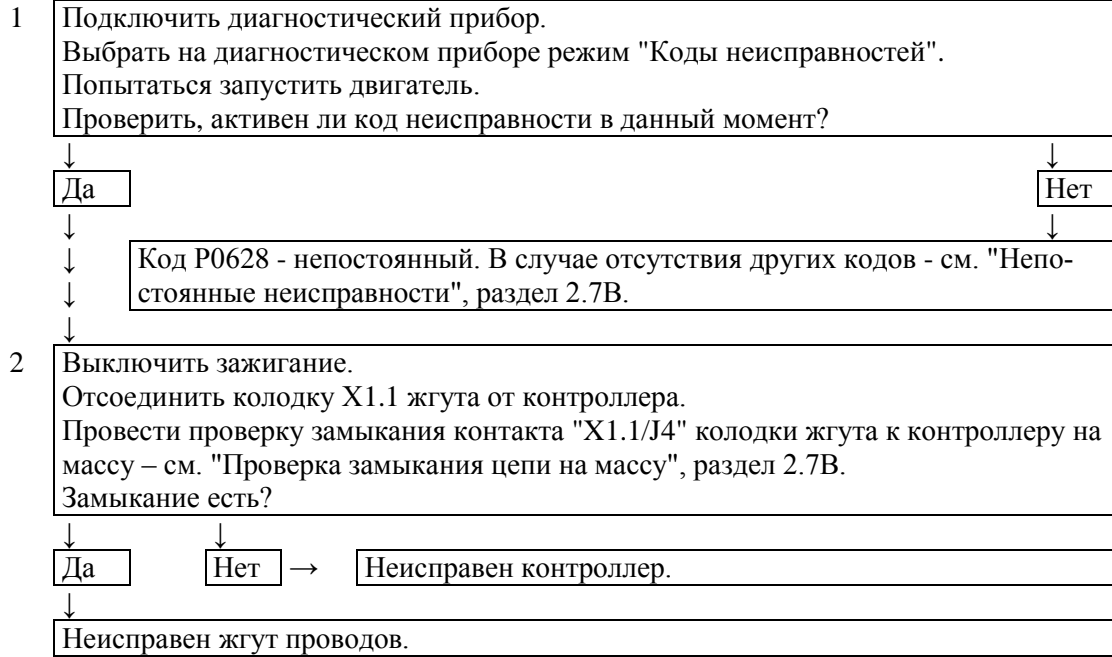 1 Подключить диагностический прибор.
Выбрать на диагностическом приборе режим "Коды неисправностей".
Попытаться запустить двигатель.
Проверить, активен ли код неисправности в данный момент?
↓ ↓
Да Нет
↓ ↓
↓ Код P0628 - непостоянный. В случае отсутствия других кодов - см. "Непо-
↓ стоянные неисправности", раздел 2.7В.
↓
2 Выключить зажигание.
Отсоединить колодку X1.1 жгута от контроллера.
Провести проверку замыкания контакта "X1.1/J4" колодки жгута к контроллеру на
массу – см. "Проверка замыкания цепи на массу", раздел 2.7В.
Замыкание есть?
↓ ↓
Да Нет → Неисправен контроллер.
↓
Неисправен жгут проводов.